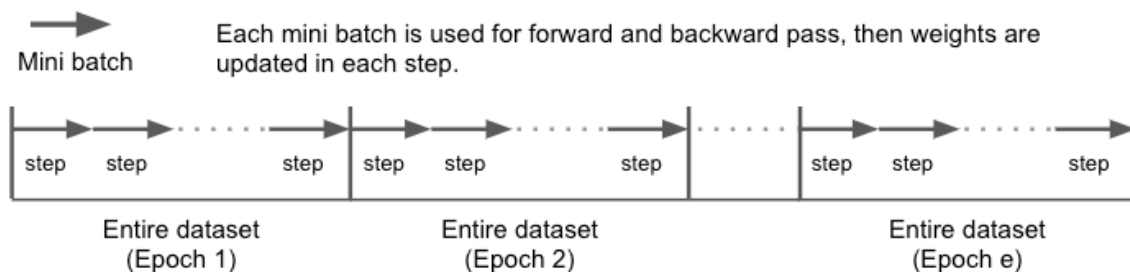 Mini batch
Each mini batch is used for forward and backward pass, then weights are
updated in each step.
step step step step step step step step step
Entire dataset Entire dataset Entire dataset
(Epoch 1) (Epoch 2) (Epoch e)